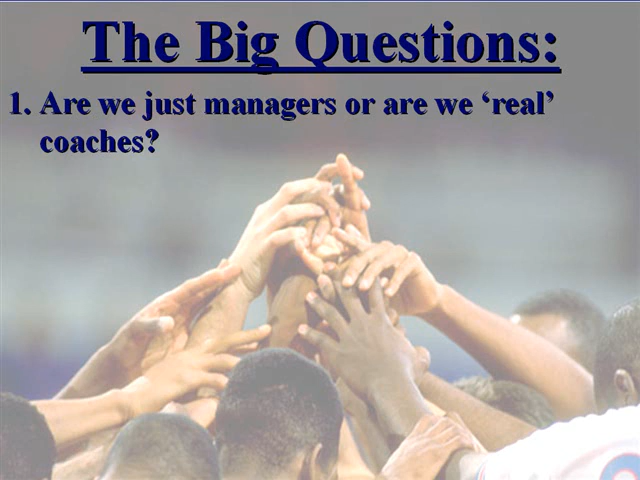 The Big Questions:
1. Are we just managers or are we ‘real’
coaches?